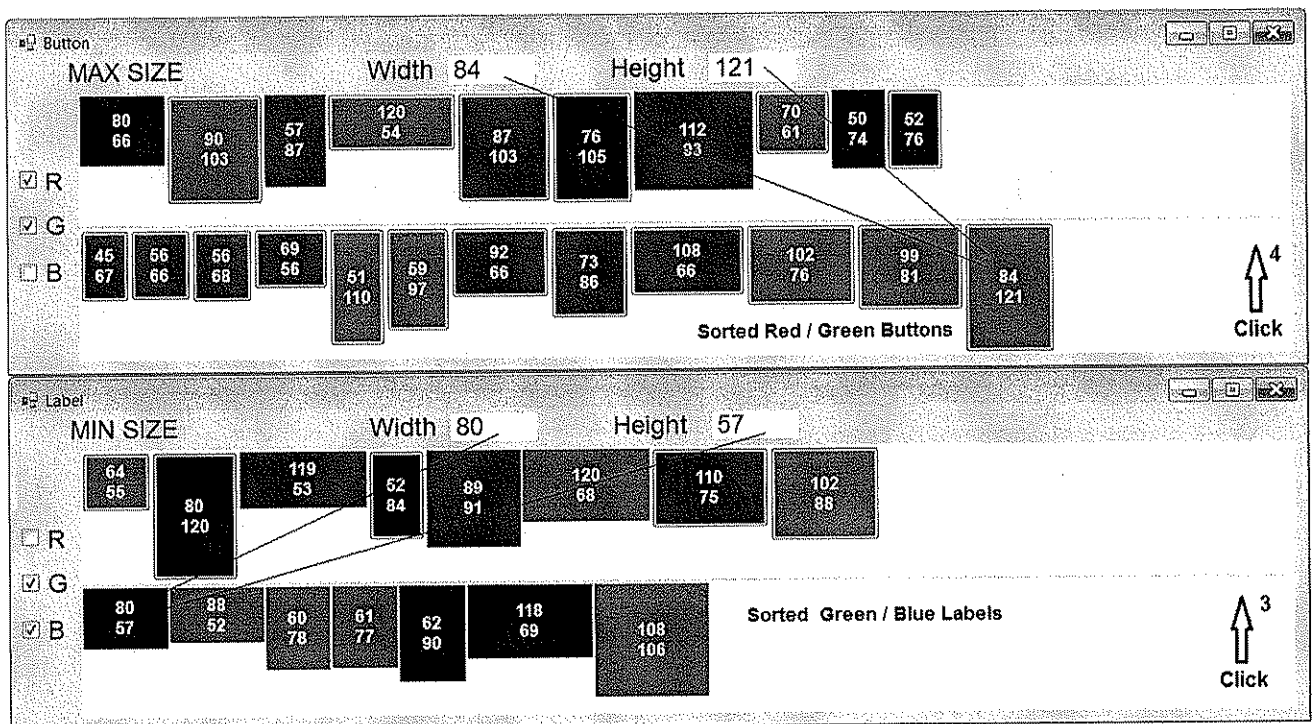 Button
MAX SIZE Width 84 Height 121
80 90 57 120 87 76 112 70 50 52
66 103 87 54 103 105 93 61 74 76
R
G
B
45 56 56 69 51 59 92 73 108 102 99 84
67 66 68 56 110 97 66 86 66 76 81 121
4
Sorted Red / Green Buttons
Click
Label
MIN SIZE Width 80 Height 57
64 80 119 52 89 120 110 102
55 120 53 84 91 68 75 88
R
G
B
80 88 60 61 62 118 108
57 52 78 77 90 69 106
Sorted Green / Blue Labels
3
Click